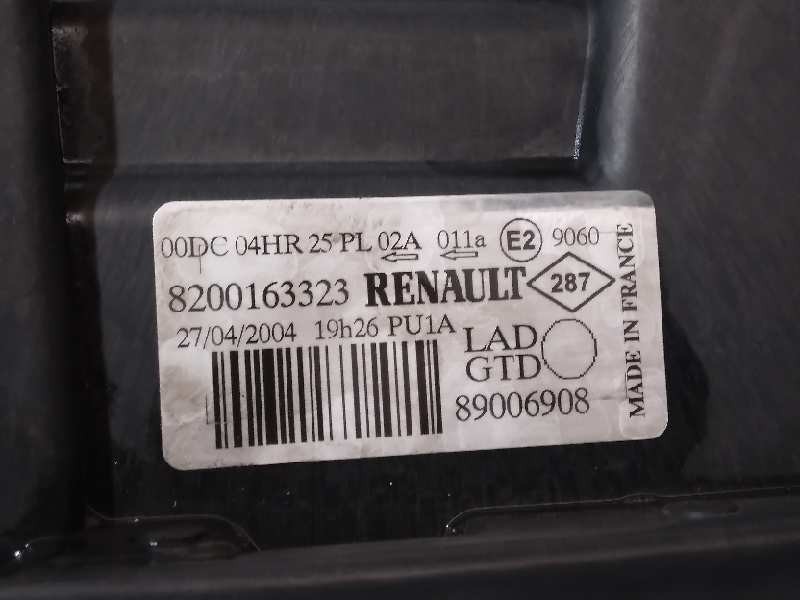 00DC 04HR 25 PL 02A 011a E2 9060
8200163323 RENAULT 287
27/04/2004 19h26 PU1A LAD
GTD
89006908
MADE IN FRANCE